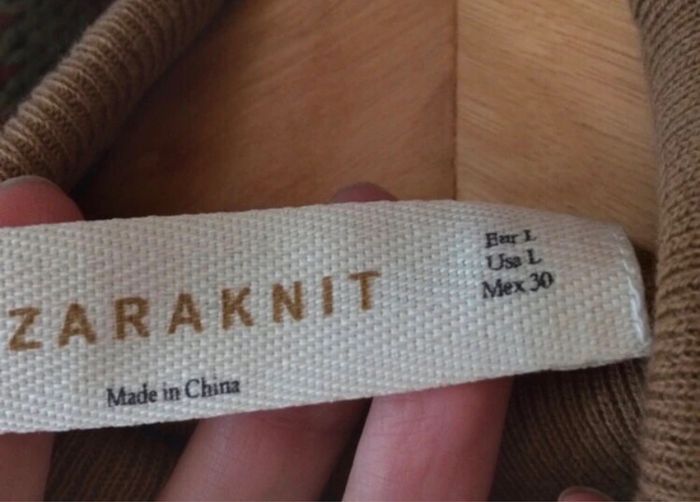 ZARAKNIT
Made in China
Eur L
Usa L
Mex 30